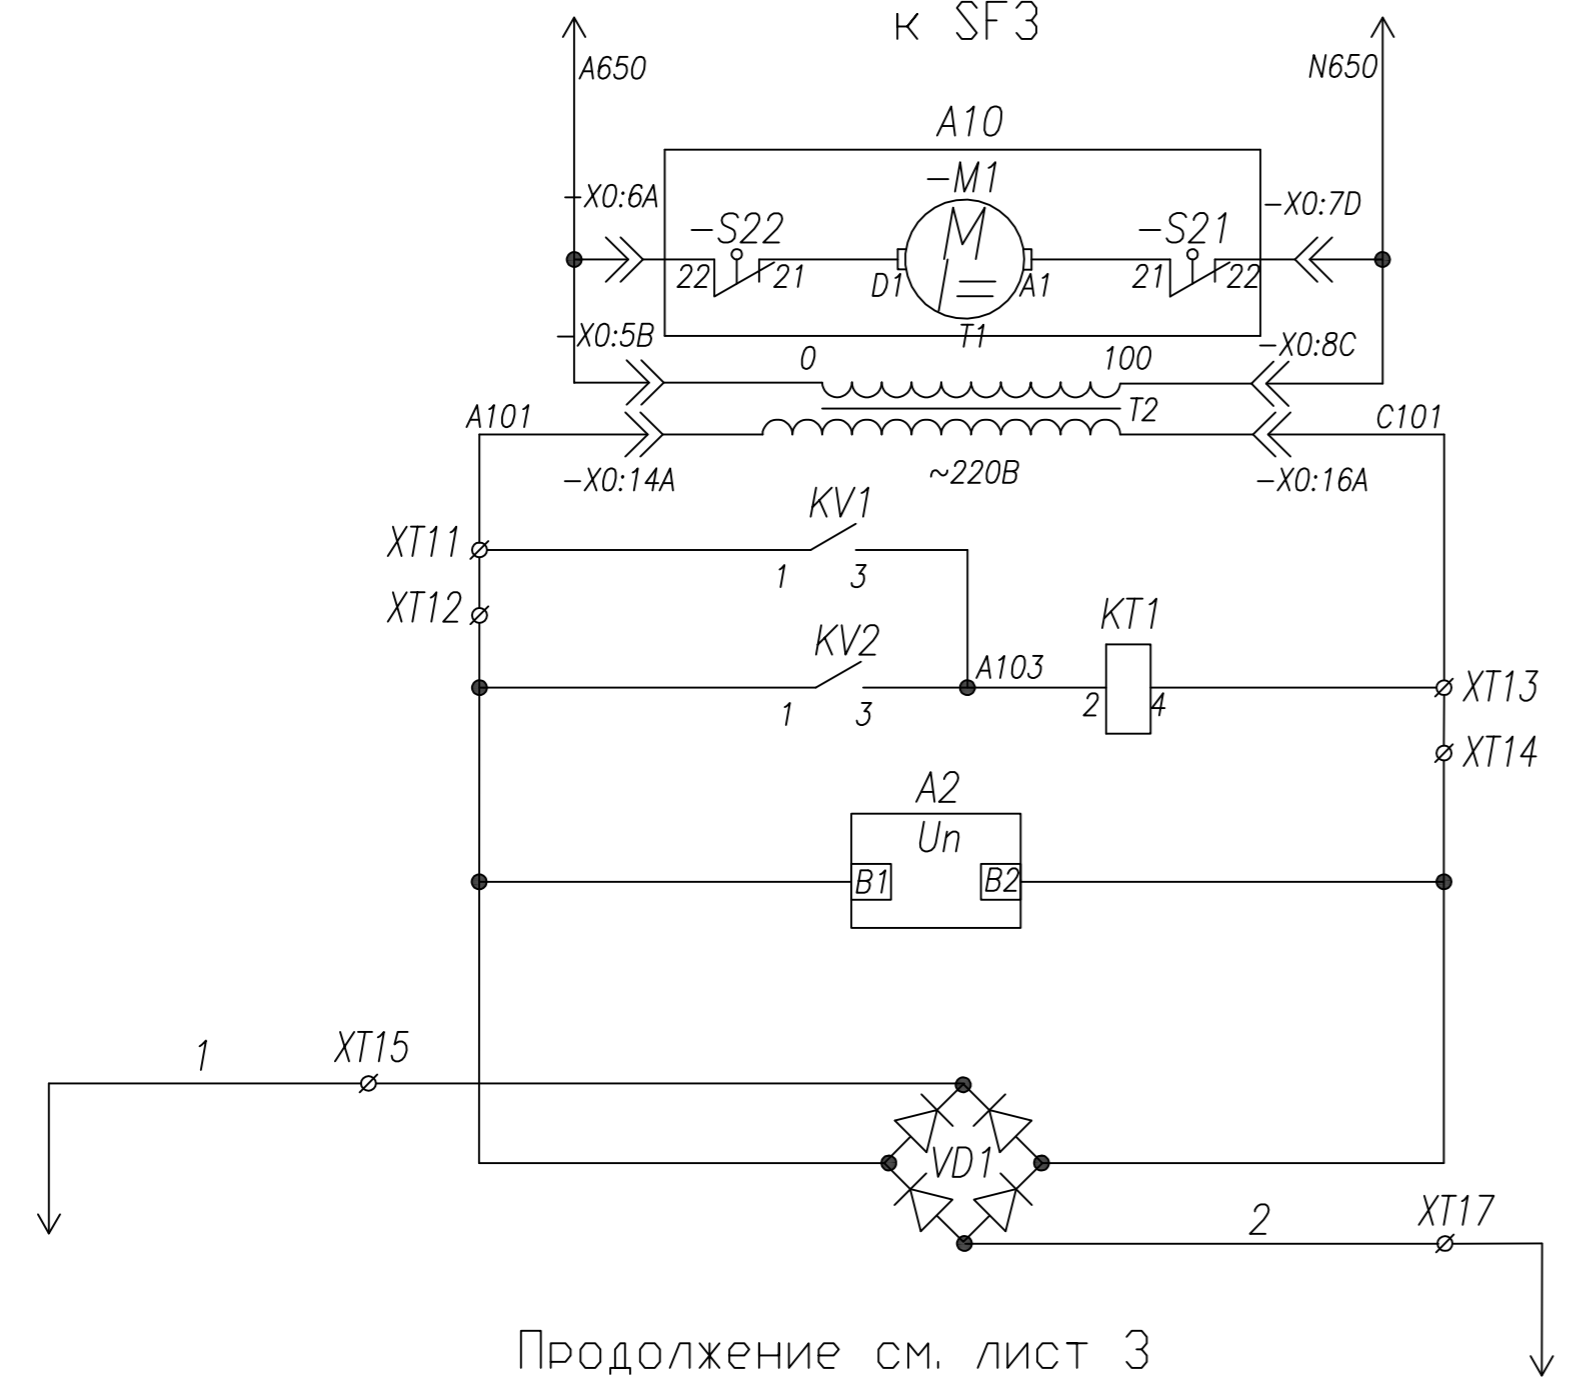 к SF3
A650
N650
A10
-X0:6A
-M1
-X0:7D
-S22
M
-S21
22
21
D1
A1
21
22
-X0:5B
T1
-X0:8C
0
100
A101
T2
C101
-X0:14A
~220В
-X0:16A
KV1
XT11
1
3
XT12
KV2
KT1
A103
XT13
1
3
2
4
XT14
A2
Un
B1
B2
1
XT15
VD1
2
XT17
Продолжение см. лист 3